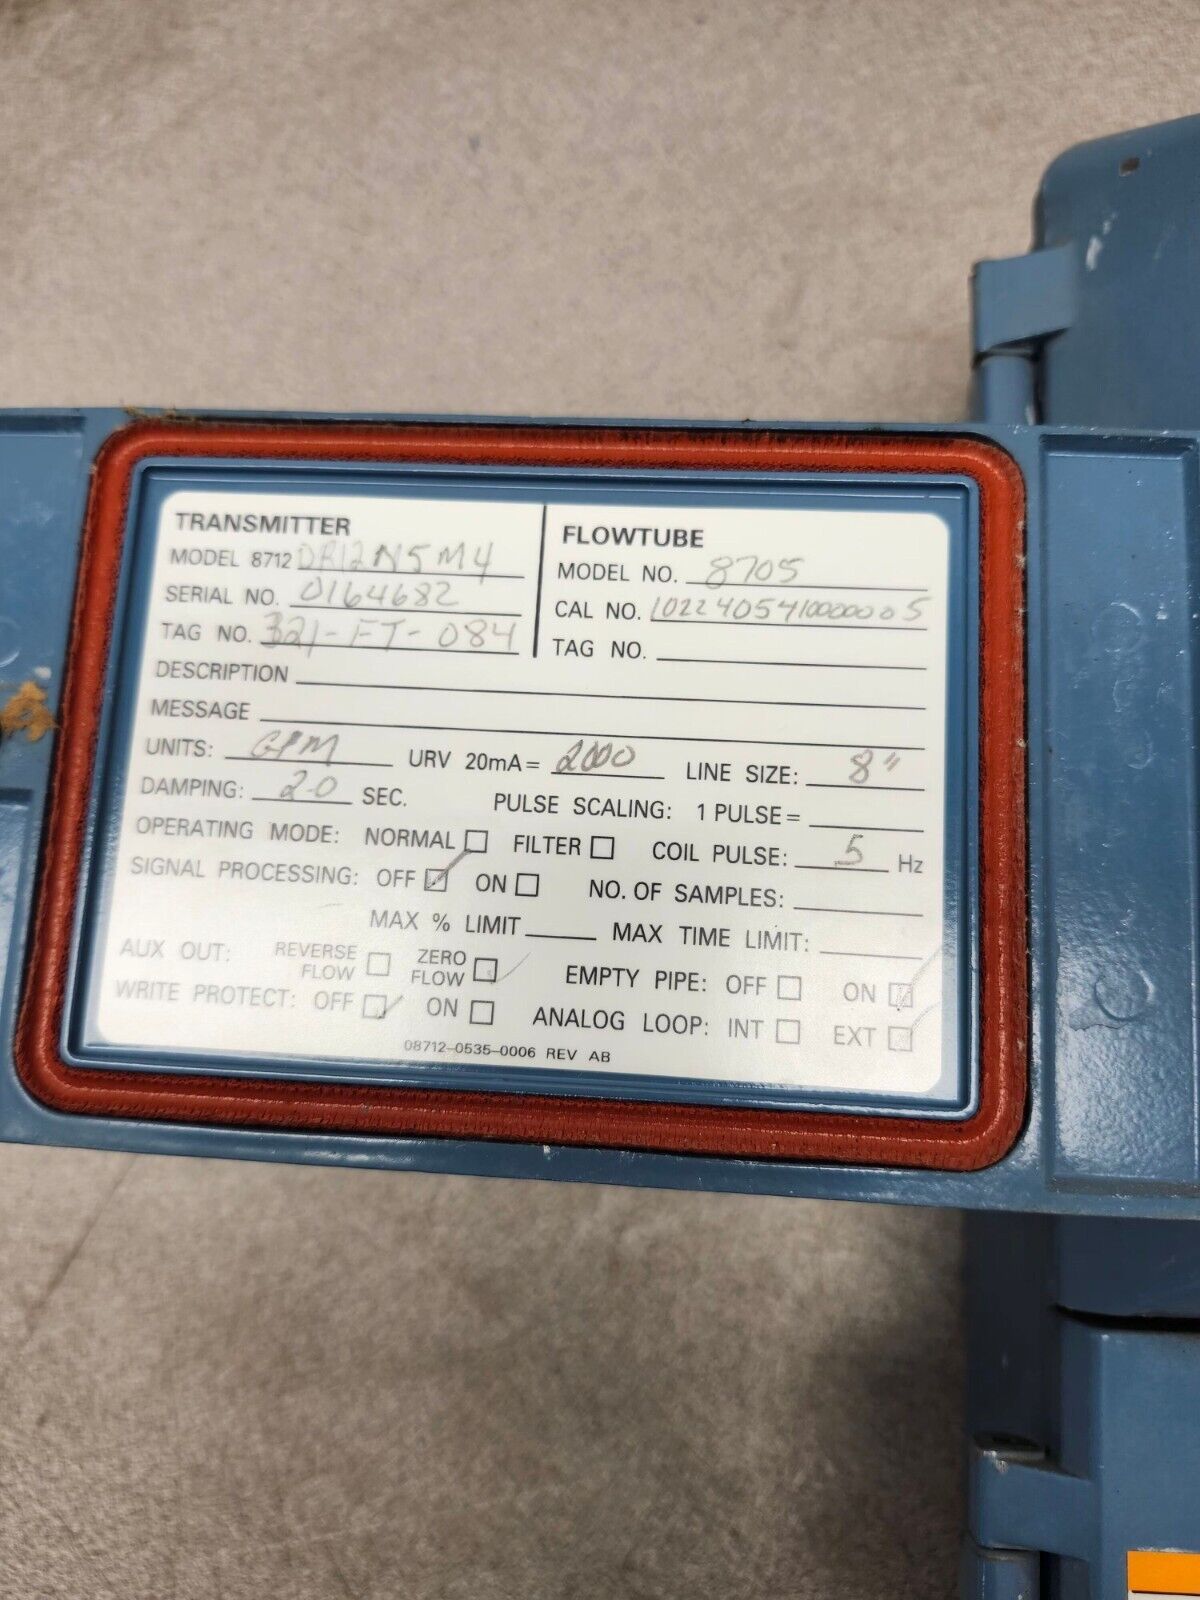 TRANSMITTER
MODEL 8712 DR12N5M4
SERIAL NO. 0164682
TAG NO. 321-FT-084
FLOWTUBE
MODEL NO. 8705
CAL NO. 1022405410000005
TAG NO.
DESCRIPTION
MESSAGE
UNITS: GPM URV 20mA= 2000 LINE SIZE: 8"
DAMPING: 2.0 SEC. PULSE SCALING: 1 PULSE=
OPERATING MODE: NORMAL FILTER COIL PULSE: 5 Hz
SIGNAL PROCESSING: OFF ON NO. OF SAMPLES:
MAX % LIMIT MAX TIME LIMIT:
AUX OUT: REVERSE FLOW ZERO FLOW EMPTY PIPE: OFF ON
WRITE PROTECT: OFF ON ANALOG LOOP: INT EXT
08712-0535-0006 REV AB